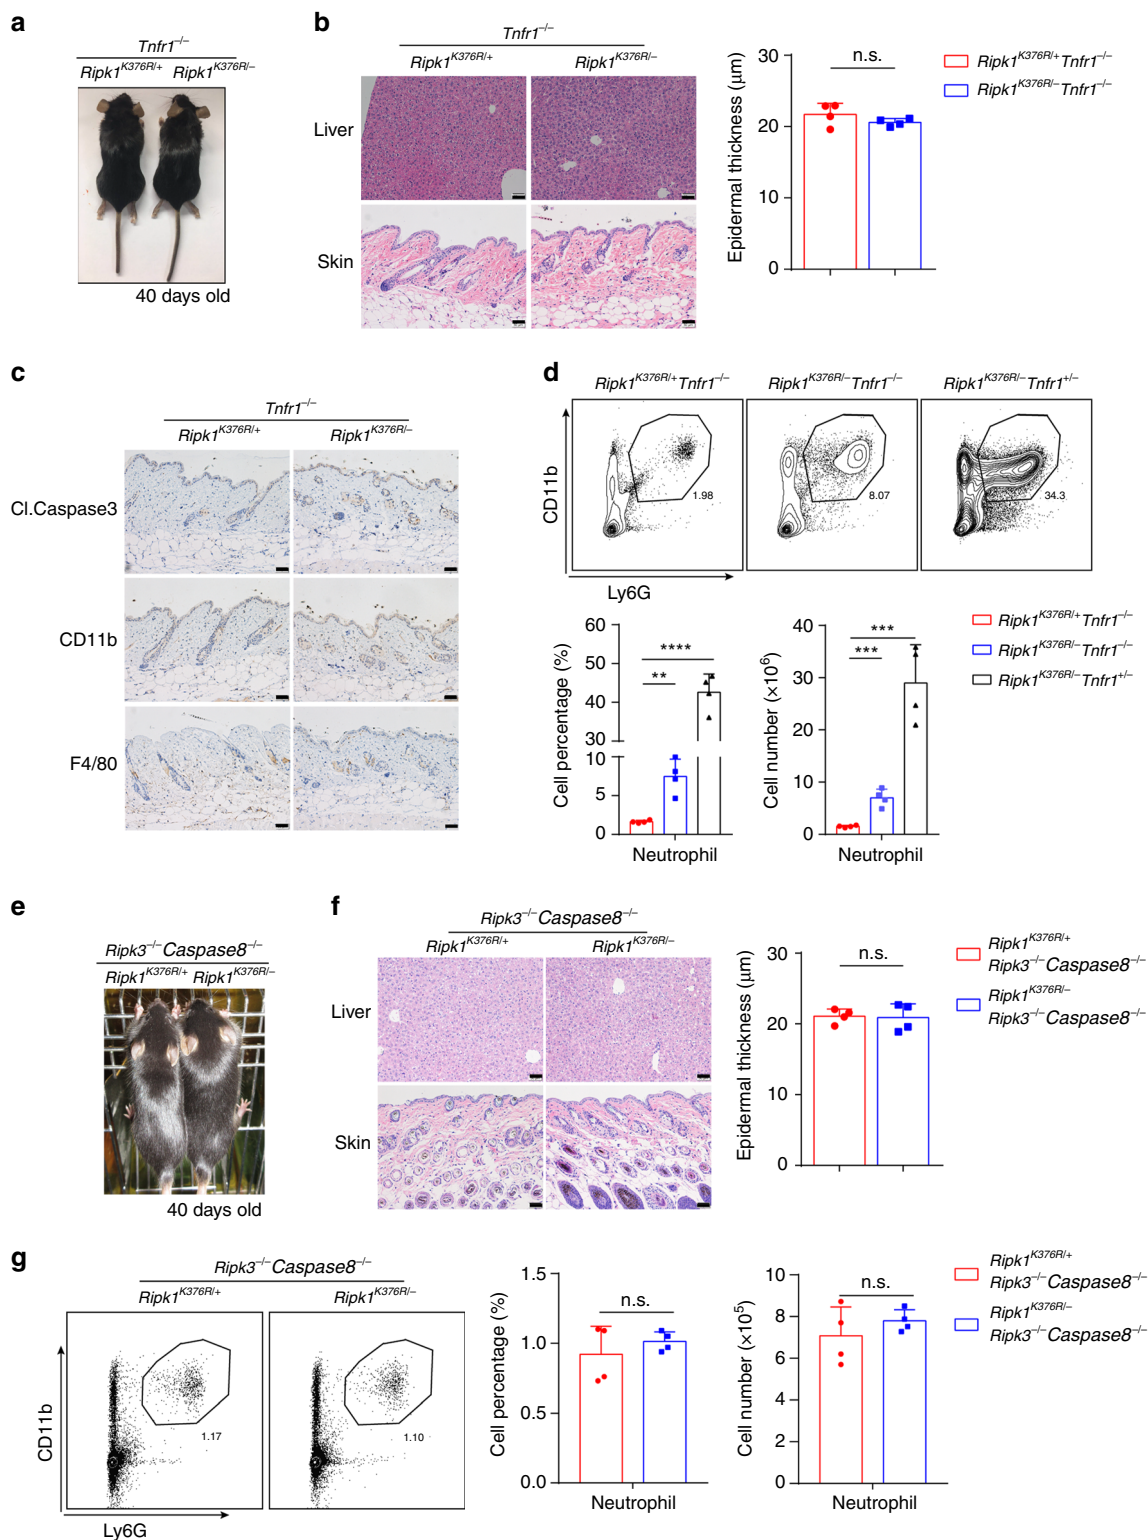 a
Tnfr1–/–
Ripk1K376R/+ Ripk1K376R/–
40 days old
b
Tnfr1–/–
Ripk1K376R/+ Ripk1K376R/–
Liver
Skin
Epidermal thickness (μm)
30
20
10
0
n.s.
Ripk1K376R/+Tnfr1–/–
Ripk1K376R/–Tnfr1–/–
c
Tnfr1–/–
Ripk1K376R/+ Ripk1K376R/–
Cl.Caspase3
CD11b
F4/80
d
Ripk1K376R/+Tnfr1–/– Ripk1K376R/–Tnfr1–/– Ripk1K376R/–Tnfr1+/–
CD11b
1.98
8.07
34.3
Ly6G
Cell percentage (%)
60
50
40
30
10
5
0
****
**
Neutrophil
Cell number (×10⁶)
40
30
20
10
0
***
***
Neutrophil
Ripk1K376R/+Tnfr1–/–
Ripk1K376R/–Tnfr1–/–
Ripk1K376R/–Tnfr1+/–
e
Ripk3–/–Caspase8–/–
Ripk1K376R/+ Ripk1K376R/–
40 days old
f
Ripk3–/–Caspase8–/–
Ripk1K376R/+ Ripk1K376R/–
Liver
Skin
Epidermal thickness (μm)
30
20
10
0
n.s.
Ripk1K376R/+
Ripk3–/–Caspase8–/–
Ripk1K376R/–
Ripk3–/–Caspase8–/–
g
Ripk3–/–Caspase8–/–
Ripk1K376R/+ Ripk1K376R/–
CD11b
1.17
1.10
Ly6G
Cell percentage (%)
1.5
1.0
0.5
0.0
n.s.
Neutrophil
Cell number (×10⁵)
10
8
6
4
2
0
n.s.
Neutrophil
Ripk1K376R/+
Ripk3–/–Caspase8–/–
Ripk1K376R/–
Ripk3–/–Caspase8–/–